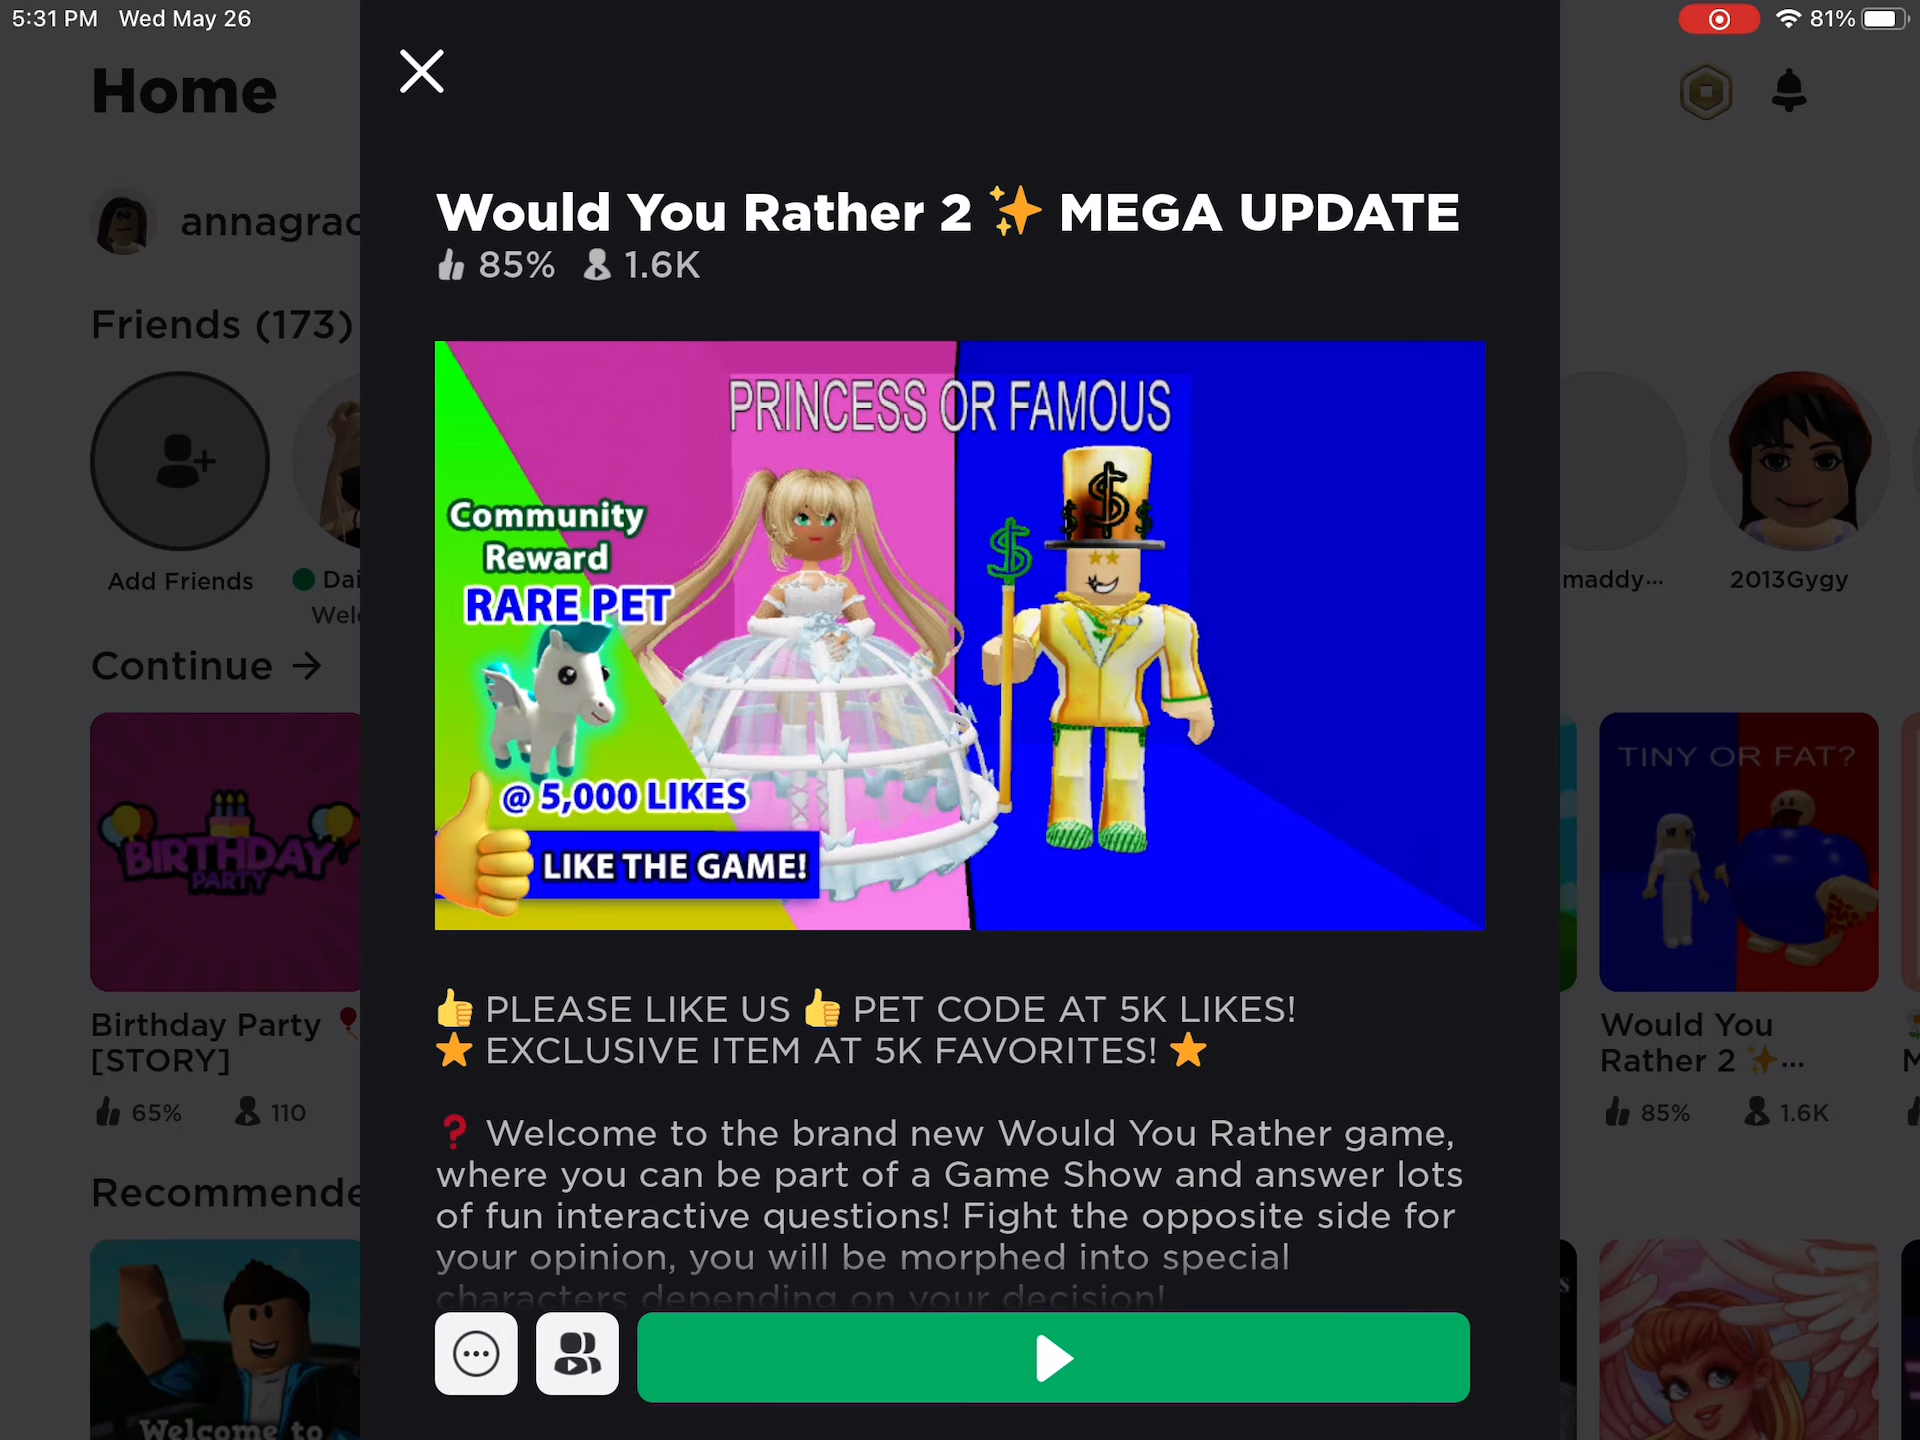 5:31 PM Wed May 26
81%
Home
annagrac
Friends (173)
Add Friends
Dai
Wel
maddy...
2013Gygy
Continue →
BIRTHDAY
PARTY
Birthday Party
[STORY]
65% 110
Recommende
Welcome to
Would You Rather 2 ✨ MEGA UPDATE
85% 1.6K
PRINCESS OR FAMOUS
Community
Reward
RARE PET
@ 5,000 LIKES
LIKE THE GAME!
$
$
👍 PLEASE LIKE US 👍 PET CODE AT 5K LIKES!
⭐ EXCLUSIVE ITEM AT 5K FAVORITES! ⭐
❓ Welcome to the brand new Would You Rather game,
where you can be part of a Game Show and answer lots
of fun interactive questions! Fight the opposite side for
your opinion, you will be morphed into special
characters depending on your decision!
TINY OR FAT?
Would You
Rather 2 ✨...
85% 1.6K